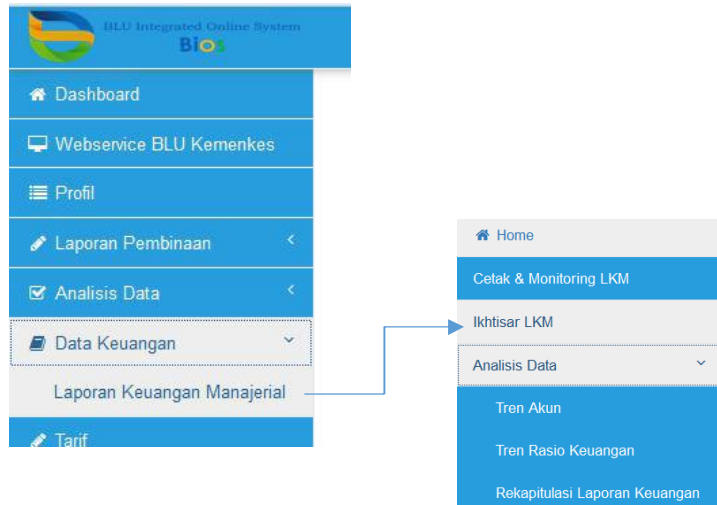 BLU Integrated Online System
Bios
Dashboard
Webservice BLU Kemenkes
Profil
Laporan Pembinaan
Analisis Data
Data Keuangan
Laporan Keuangan Manajerial
Tarif
Home
Cetak & Monitoring LKM
Ikhtisar LKM
Analisis Data
Tren Akun
Tren Rasio Keuangan
Rekapitulasi Laporan Keuangan